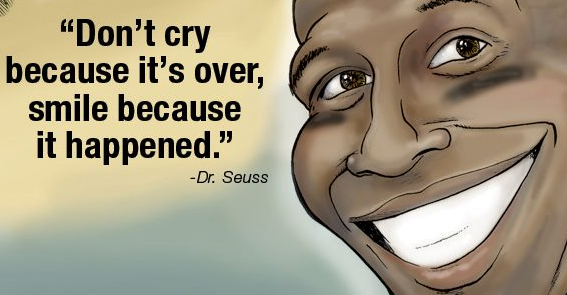 “Don’t cry
because it’s over,
smile because
it happened.”
-Dr. Seuss